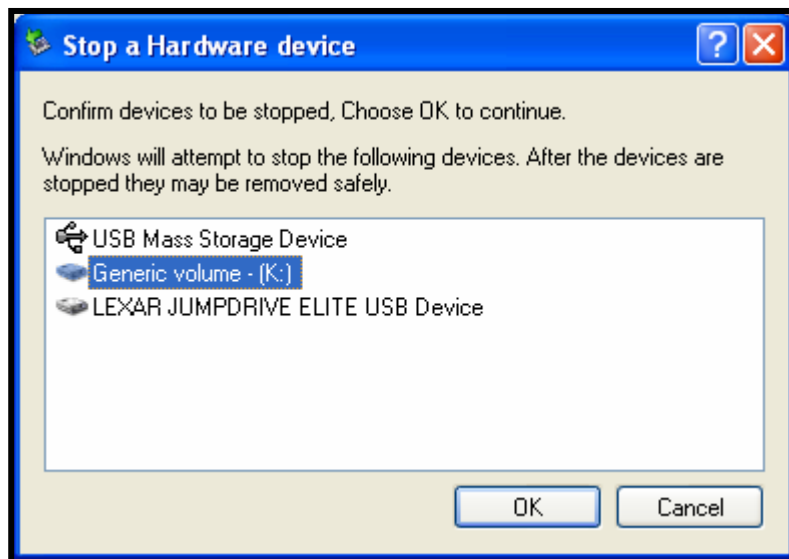 Stop a Hardware device
Confirm devices to be stopped, Choose OK to continue.
Windows will attempt to stop the following devices. After the devices are
stopped they may be removed safely.
USB Mass Storage Device
Generic volume - (K:)
LEXAR JUMPDRIVE ELITE USB Device
OK Cancel